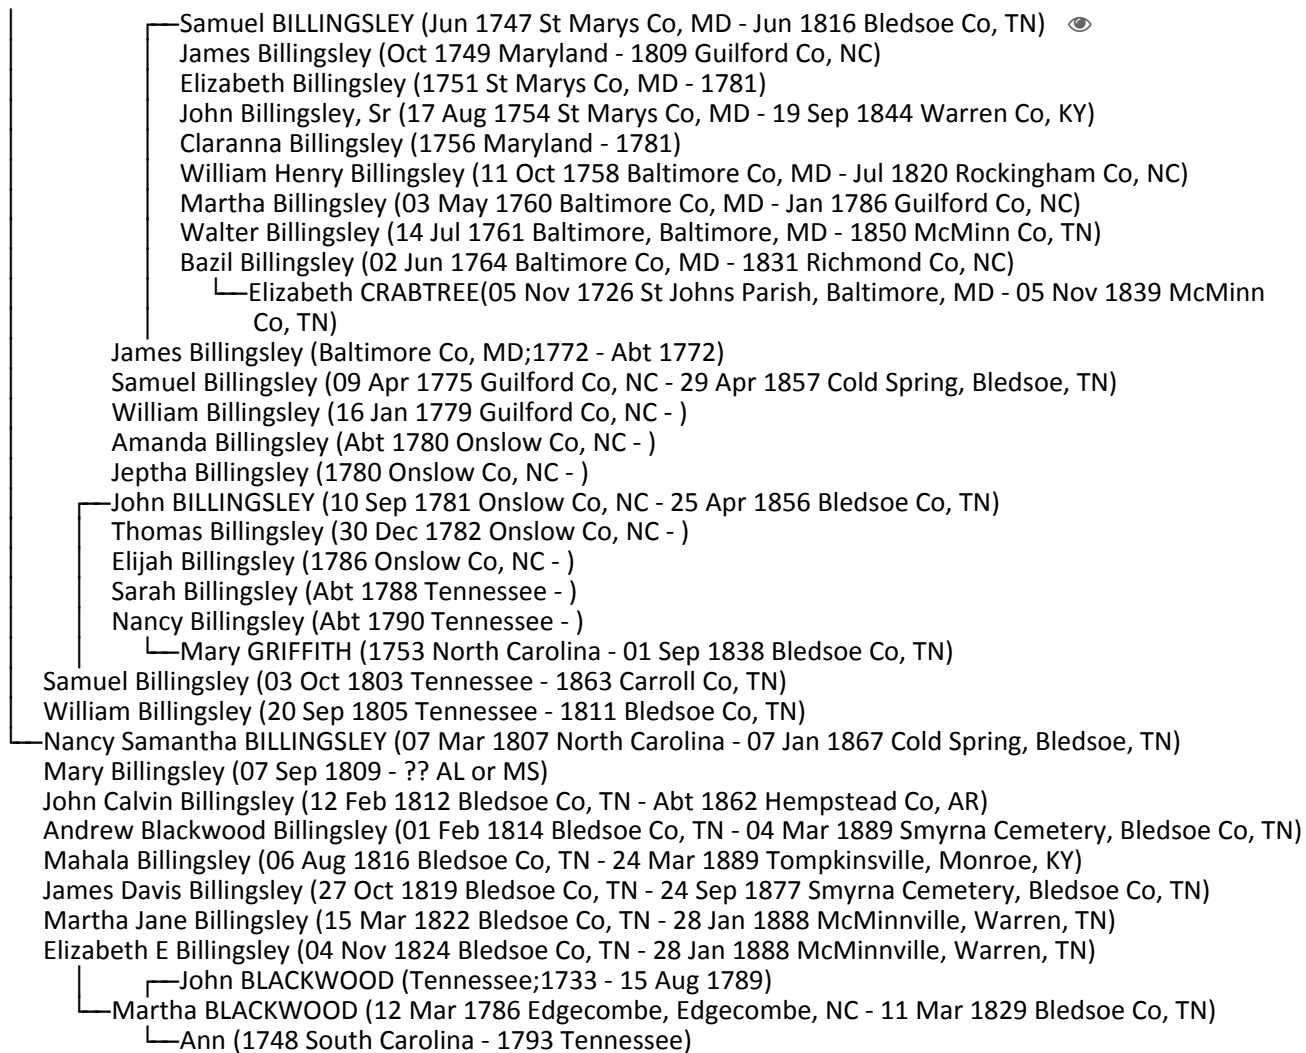 Samuel BILLINGSLEY (Jun 1747 St Marys Co, MD - Jun 1816 Bledsoe Co, TN)
James Billingsley (Oct 1749 Maryland - 1809 Guilford Co, NC)
Elizabeth Billingsley (1751 St Marys Co, MD - 1781)
John Billingsley, Sr (17 Aug 1754 St Marys Co, MD - 19 Sep 1844 Warren Co, KY)
Claranna Billingsley (1756 Maryland - 1781)
William Henry Billingsley (11 Oct 1758 Baltimore Co, MD - Jul 1820 Rockingham Co, NC)
Martha Billingsley (03 May 1760 Baltimore Co, MD - Jan 1786 Guilford Co, NC)
Walter Billingsley (14 Jul 1761 Baltimore, Baltimore, MD - 1850 McMinn Co, TN)
Bazil Billingsley (02 Jun 1764 Baltimore Co, MD - 1831 Richmond Co, NC)
Elizabeth CRABTREE(05 Nov 1726 St Johns Parish, Baltimore, MD - 05 Nov 1839 McMinn
Co, TN)
James Billingsley (Baltimore Co, MD;1772 - Abt 1772)
Samuel Billingsley (09 Apr 1775 Guilford Co, NC - 29 Apr 1857 Cold Spring, Bledsoe, TN)
William Billingsley (16 Jan 1779 Guilford Co, NC - )
Amanda Billingsley (Abt 1780 Onslow Co, NC - )
Jeptha Billingsley (1780 Onslow Co, NC - )
John BILLINGSLEY (10 Sep 1781 Onslow Co, NC - 25 Apr 1856 Bledsoe Co, TN)
Thomas Billingsley (30 Dec 1782 Onslow Co, NC - )
Elijah Billingsley (1786 Onslow Co, NC - )
Sarah Billingsley (Abt 1788 Tennessee - )
Nancy Billingsley (Abt 1790 Tennessee - )
Mary GRIFFITH (1753 North Carolina - 01 Sep 1838 Bledsoe Co, TN)
Samuel Billingsley (03 Oct 1803 Tennessee - 1863 Carroll Co, TN)
William Billingsley (20 Sep 1805 Tennessee - 1811 Bledsoe Co, TN)
Nancy Samantha BILLINGSLEY (07 Mar 1807 North Carolina - 07 Jan 1867 Cold Spring, Bledsoe, TN)
Mary Billingsley (07 Sep 1809 - ?? AL or MS)
John Calvin Billingsley (12 Feb 1812 Bledsoe Co, TN - Abt 1862 Hempstead Co, AR)
Andrew Blackwood Billingsley (01 Feb 1814 Bledsoe Co, TN - 04 Mar 1889 Smyrna Cemetery, Bledsoe Co, TN)
Mahala Billingsley (06 Aug 1816 Bledsoe Co, TN - 24 Mar 1889 Tompkinsville, Monroe, KY)
James Davis Billingsley (27 Oct 1819 Bledsoe Co, TN - 24 Sep 1877 Smyrna Cemetery, Bledsoe Co, TN)
Martha Jane Billingsley (15 Mar 1822 Bledsoe Co, TN - 28 Jan 1888 McMinnville, Warren, TN)
Elizabeth E Billingsley (04 Nov 1824 Bledsoe Co, TN - 28 Jan 1888 McMinnville, Warren, TN)
John BLACKWOOD (Tennessee;1733 - 15 Aug 1789)
Martha BLACKWOOD (12 Mar 1786 Edgecombe, Edgecombe, NC - 11 Mar 1829 Bledsoe Co, TN)
Ann (1748 South Carolina - 1793 Tennessee)